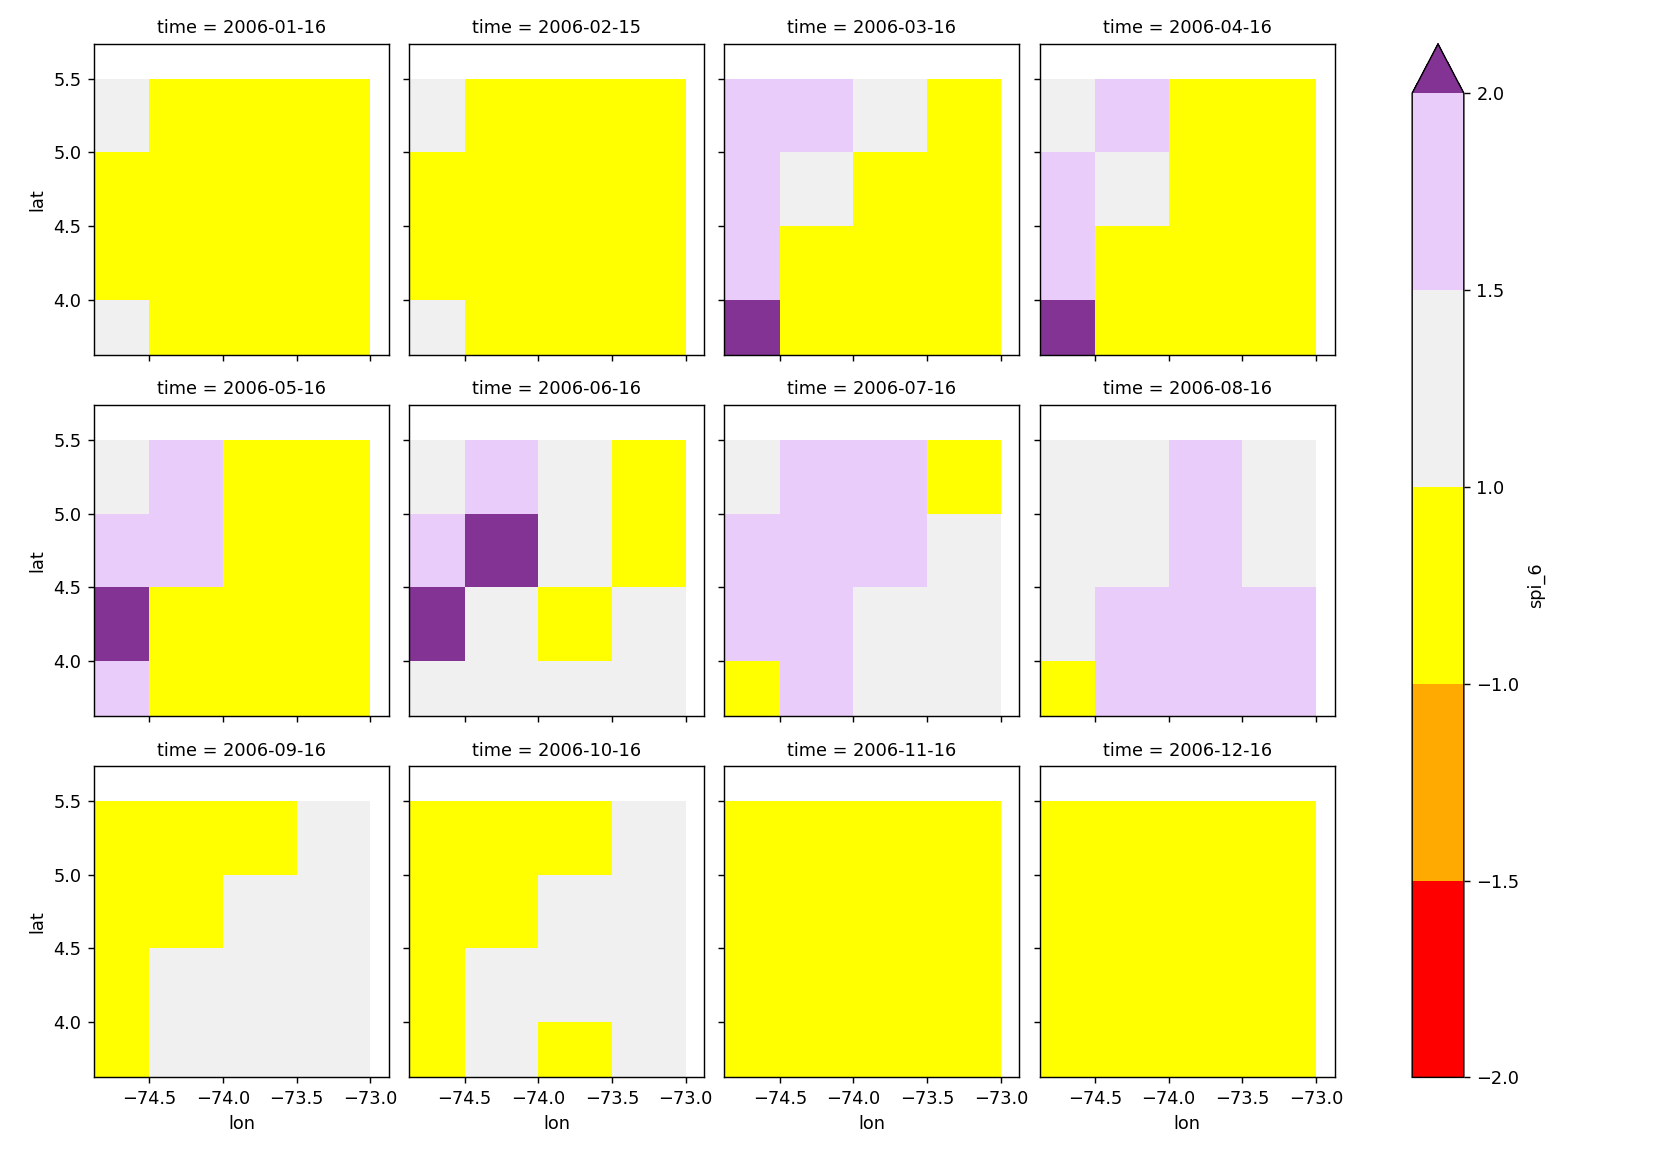 time = 2006-01-16
time = 2006-02-15
time = 2006-03-16
time = 2006-04-16
5.5
5.0
4.5
4.0
lat
time = 2006-05-16
time = 2006-06-16
time = 2006-07-16
time = 2006-08-16
5.5
5.0
4.5
4.0
lat
time = 2006-09-16
time = 2006-10-16
time = 2006-11-16
time = 2006-12-16
5.5
5.0
4.5
4.0
lat
−74.5 −74.0 −73.5 −73.0
lon
−74.5 −74.0 −73.5 −73.0
lon
−74.5 −74.0 −73.5 −73.0
lon
−74.5 −74.0 −73.5 −73.0
lon
2.0
1.5
1.0
−1.0
−1.5
−2.0
spi_6